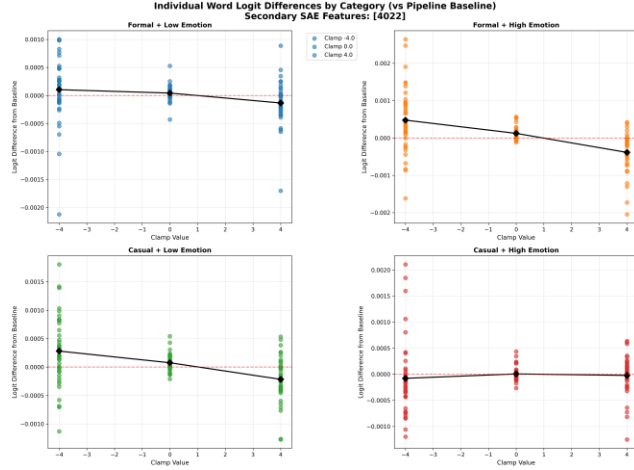 Individual Word Logit Differences by Category (vs Pipeline Baseline)
Secondary SAE Features: [4022]
Formal + Low Emotion
Logit Difference from Baseline
0.0010
0.0005
0.0000
−0.0005
−0.0010
−0.0015
−0.0020
−4 −3 −2 −1 0 1 2 3 4
Clamp Value
Clamp -4.0
Clamp 0.0
Clamp 4.0
Formal + High Emotion
Logit Difference from Baseline
0.002
0.001
0.000
−0.001
−0.002
−4 −3 −2 −1 0 1 2 3 4
Clamp Value
Casual + Low Emotion
Logit Difference from Baseline
0.0015
0.0010
0.0005
0.0000
−0.0005
−0.0010
−4 −3 −2 −1 0 1 2 3 4
Clamp Value
Casual + High Emotion
Logit Difference from Baseline
0.0020
0.0015
0.0010
0.0005
0.0000
−0.0005
−0.0010
−4 −3 −2 −1 0 1 2 3 4
Clamp Value